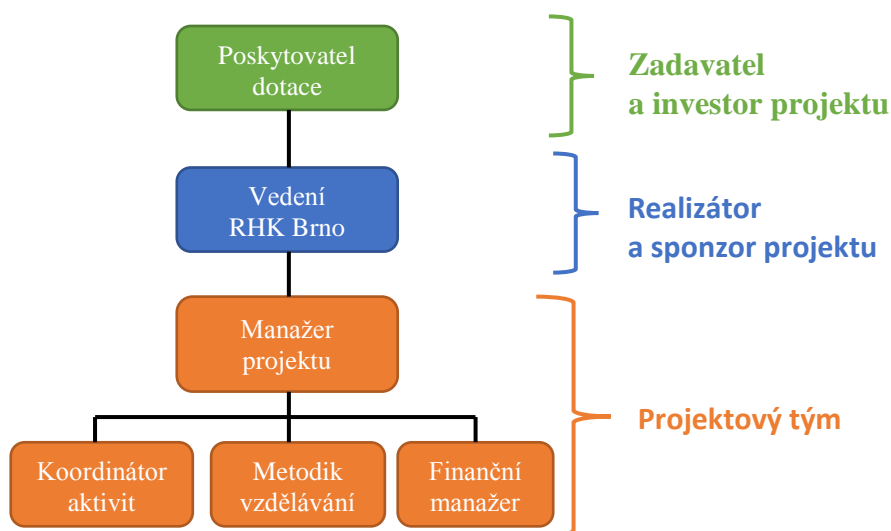 Poskytovatel
dotace
Zadavatel
a investor projektu
Vedení
RHK Brno
Realizátor
a sponzor projektu
Manažer
projektu
Projektový tým
Koordinátor
aktivit
Metodik
vzdělávání
Finanční
manažer